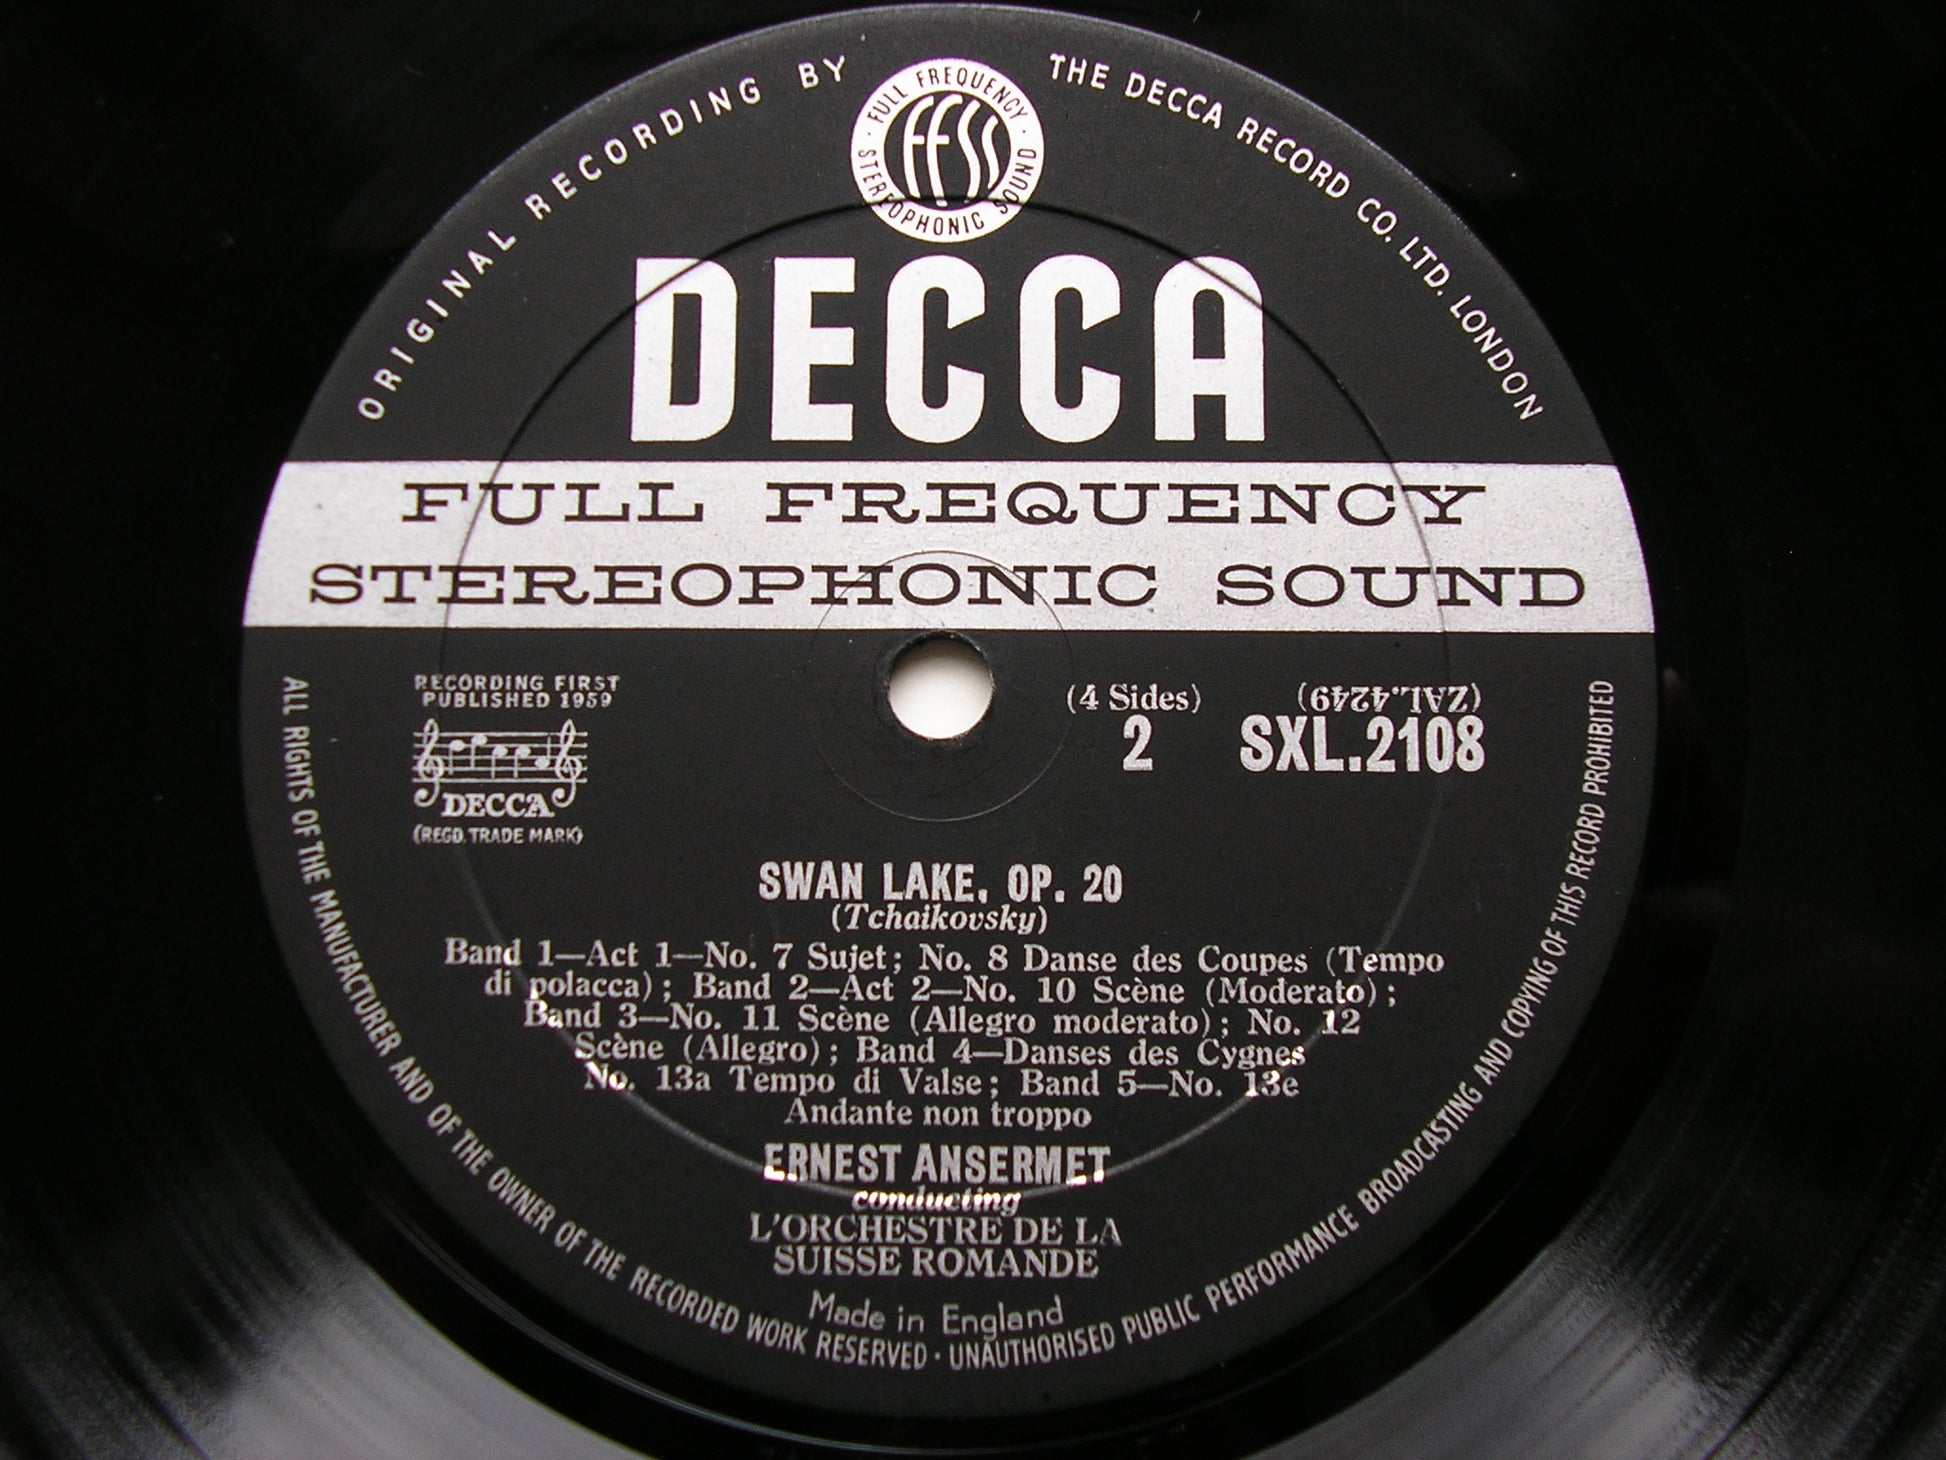 ORIGINAL RECORDING BY
THE DECCA RECORD CO. LTD. LONDON
· FULL FREQUENCY ·
FFSS
STEREOPHONIC SOUND
DECCA
FULL FREQUENCY
STEREOPHONIC SOUND
RECORDING FIRST
PUBLISHED 1959
DECCA
(REGD. TRADE MARK)
(4 Sides)
2
(ZAL.4249)
SXL.2108
SWAN LAKE, OP. 20
(Tchaikovsky)
Band 1—Act 1—No. 7 Sujet; No. 8 Danse des Coupes (Tempo
di polacca); Band 2—Act 2—No. 10 Scène (Moderato);
Band 3—No. 11 Scène (Allegro moderato); No. 12
Scène (Allegro); Band 4—Danses des Cygnes
No. 13a Tempo di Valse; Band 5—No. 13e
Andante non troppo
ERNEST ANSERMET
conducting
L'ORCHESTRE DE LA
SUISSE ROMANDE
Made in England
ALL RIGHTS OF THE MANUFACTURER AND OF THE OWNER OF THE RECORDED WORK RESERVED · UNAUTHORISED PUBLIC PERFORMANCE BROADCASTING AND COPYING OF THIS RECORD PROHIBITED